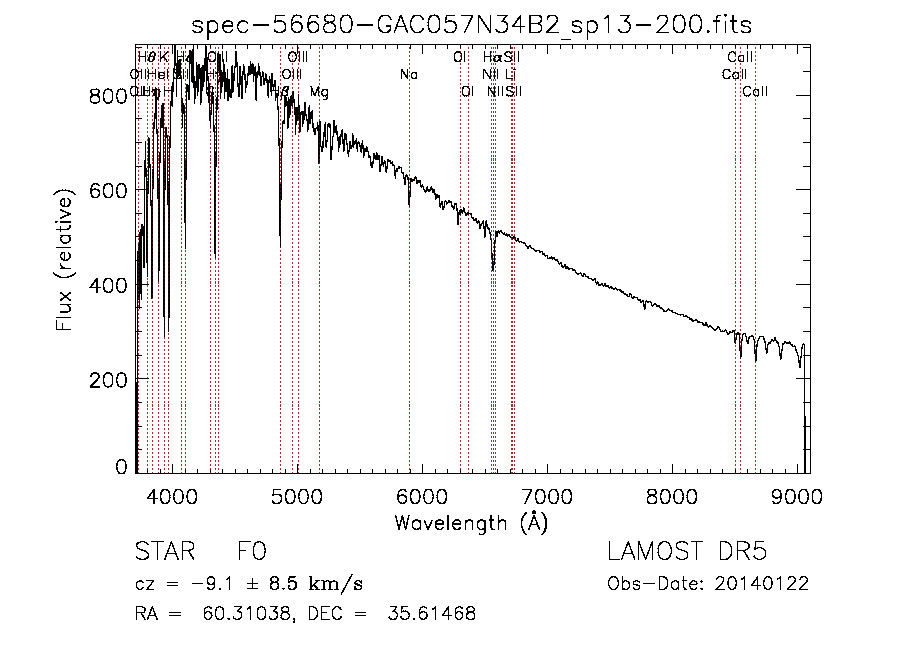 spec-56680-GAC057N34B2_sp13-200.fits
Hθ K Hδ OIII OI Hα SII CaII
OII HeI SII OIII Na NII Li CaII
OII Hη H Hβ Mg OI NII SII CaII
800
600
400
200
0
Flux (relative)
4000 5000 6000 7000 8000 9000
Wavelength (Å)
STAR F0 LAMOST DR5
cz = -9.1 ± 8.5 km/s Obs-Date: 20140122
RA = 60.31038, DEC = 35.61468